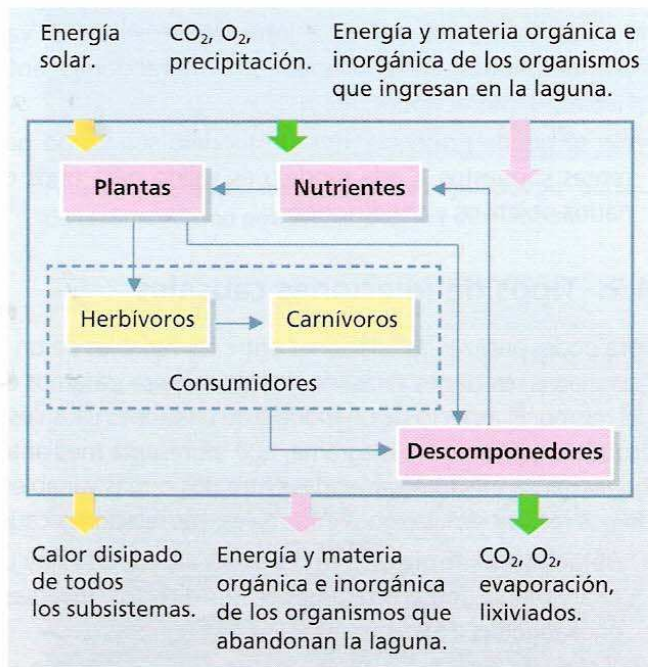 Energía
solar.
CO₂, O₂,
precipitación.
Energía y materia orgánica e
inorgánica de los organismos
que ingresan en la laguna.
Plantas
Nutrientes
Herbívoros
Carnívoros
Consumidores
Descomponedores
Calor disipado
de todos
los subsistemas.
Energía y materia
orgánica e inorgánica
de los organismos que
abandonan la laguna.
CO₂, O₂,
evaporación,
lixiviados.